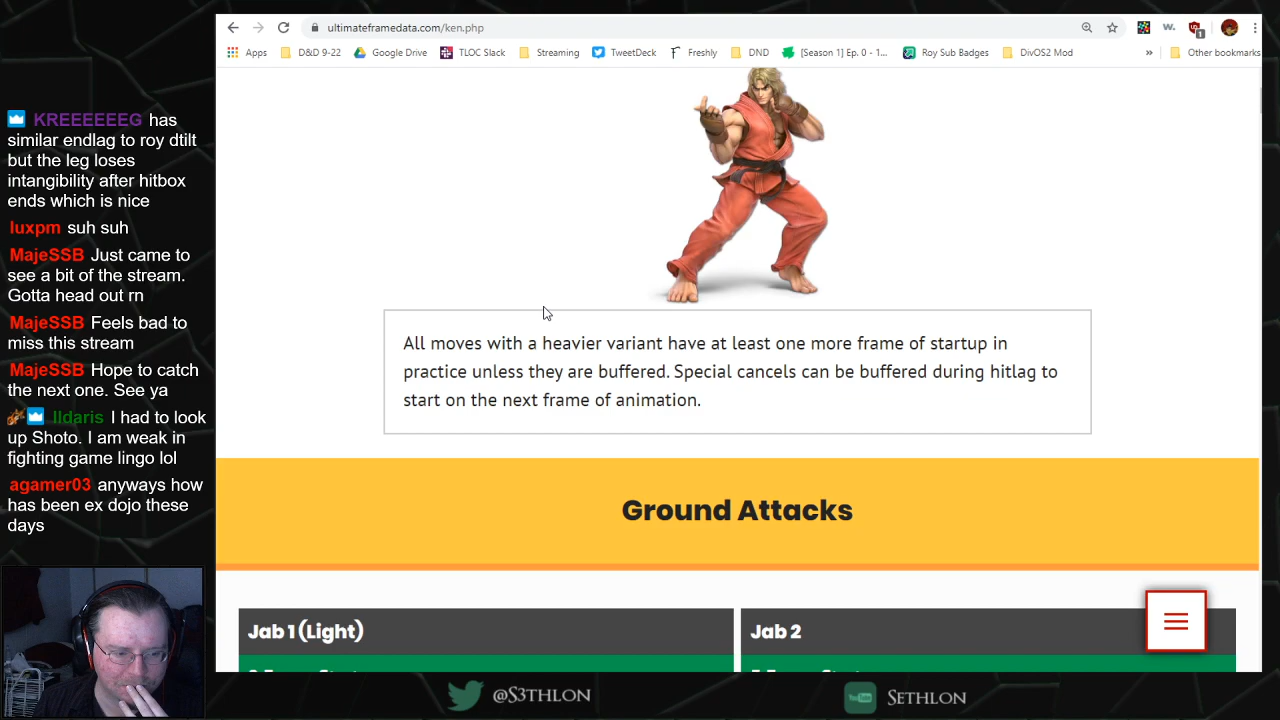 ultimateframedata.com/ken.php
Apps D&D 9-22 Google Drive TLOC Slack Streaming TweetDeck Freshly DND [Season 1] Ep. 0 - 1... Roy Sub Badges DivOS2 Mod » Other bookmarks
KREEEEEEG has
similar endlag to roy dtilt
but the leg loses
intangibility after hitbox
ends which is nice
luxpm suh suh
MajeSSB Just came to
see a bit of the stream.
Gotta head out rn
MajeSSB Feels bad to
miss this stream
MajeSSB Hope to catch
the next one. See ya
lldaris I had to look
up Shoto. I am weak in
fighting game lingo lol
agamer03 anyways how
has been ex dojo these
days
All moves with a heavier variant have at least one more frame of startup in
practice unless they are buffered. Special cancels can be buffered during hitlag to
start on the next frame of animation.
Ground Attacks
Jab 1 (Light)
Jab 2
@S3THLON
SETHLON